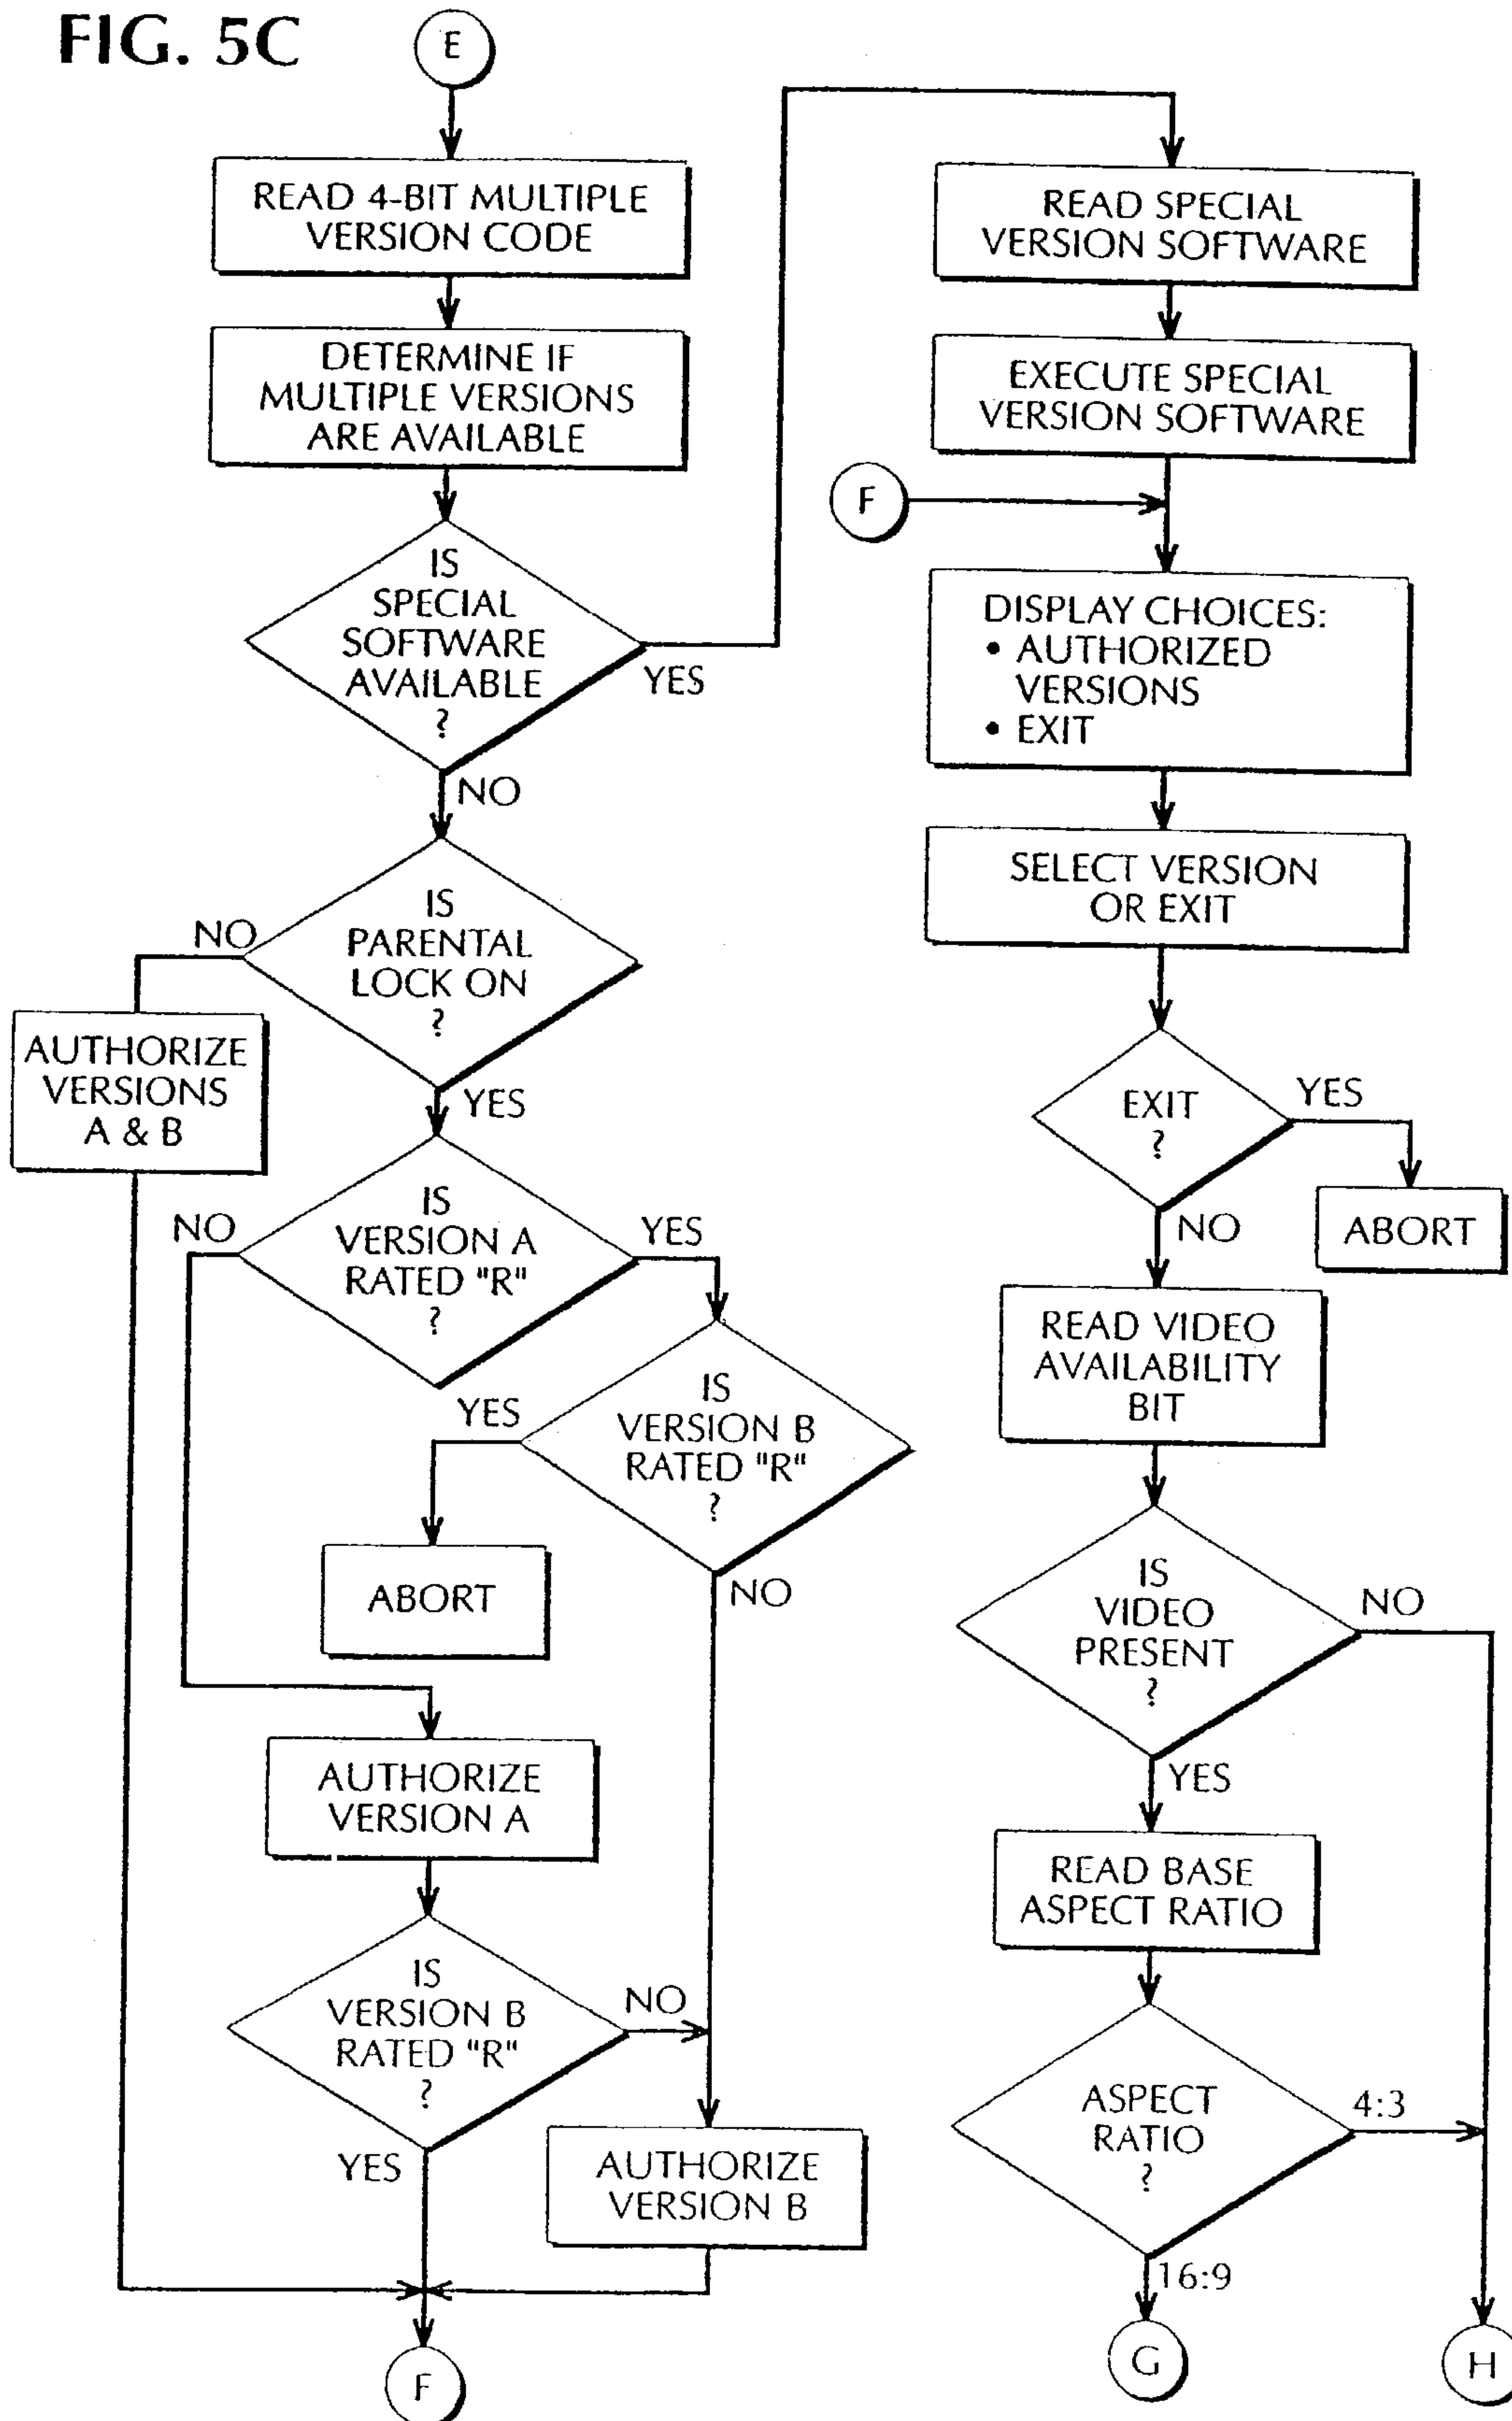 FIG. 5C
E
READ 4-BIT MULTIPLE
VERSION CODE
DETERMINE IF
MULTIPLE VERSIONS
ARE AVAILABLE
IS
SPECIAL
SOFTWARE
AVAILABLE
?
YES
NO
IS
PARENTAL
LOCK ON
?
NO
AUTHORIZE
VERSIONS
A & B
YES
IS
VERSION A
RATED "R"
?
NO
YES
IS
VERSION B
RATED "R"
?
YES
ABORT
NO
AUTHORIZE
VERSION A
IS
VERSION B
RATED "R"
?
NO
YES
AUTHORIZE
VERSION B
F
READ SPECIAL
VERSION SOFTWARE
EXECUTE SPECIAL
VERSION SOFTWARE
F
DISPLAY CHOICES:
• AUTHORIZED
VERSIONS
• EXIT
SELECT VERSION
OR EXIT
EXIT
?
YES
ABORT
NO
READ VIDEO
AVAILABILITY
BIT
IS
VIDEO
PRESENT
?
NO
YES
READ BASE
ASPECT RATIO
ASPECT
RATIO
?
4:3
16:9
G
H